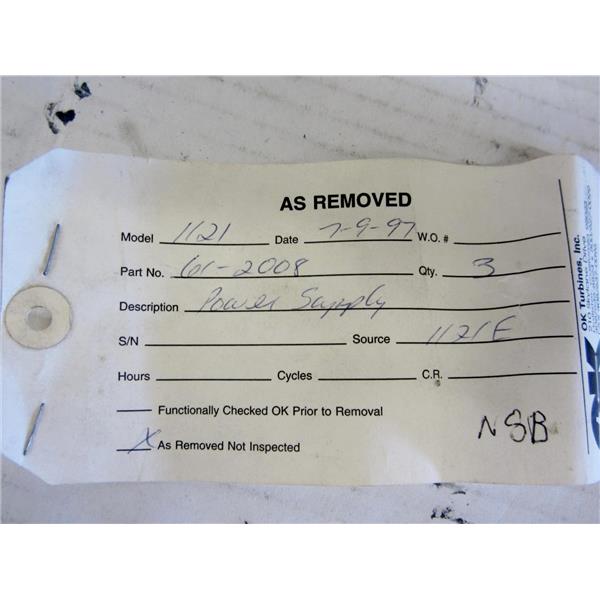 AS REMOVED
Model 1121 Date 7-9-97 W.O. #
Part No. 61-2008 Qty. 3
Description Power Supply
S/N Source 1121E
Hours Cycles C.R.
Functionally Checked OK Prior to Removal
X As Removed Not Inspected
NSB
OK Turbines, Inc.
OK